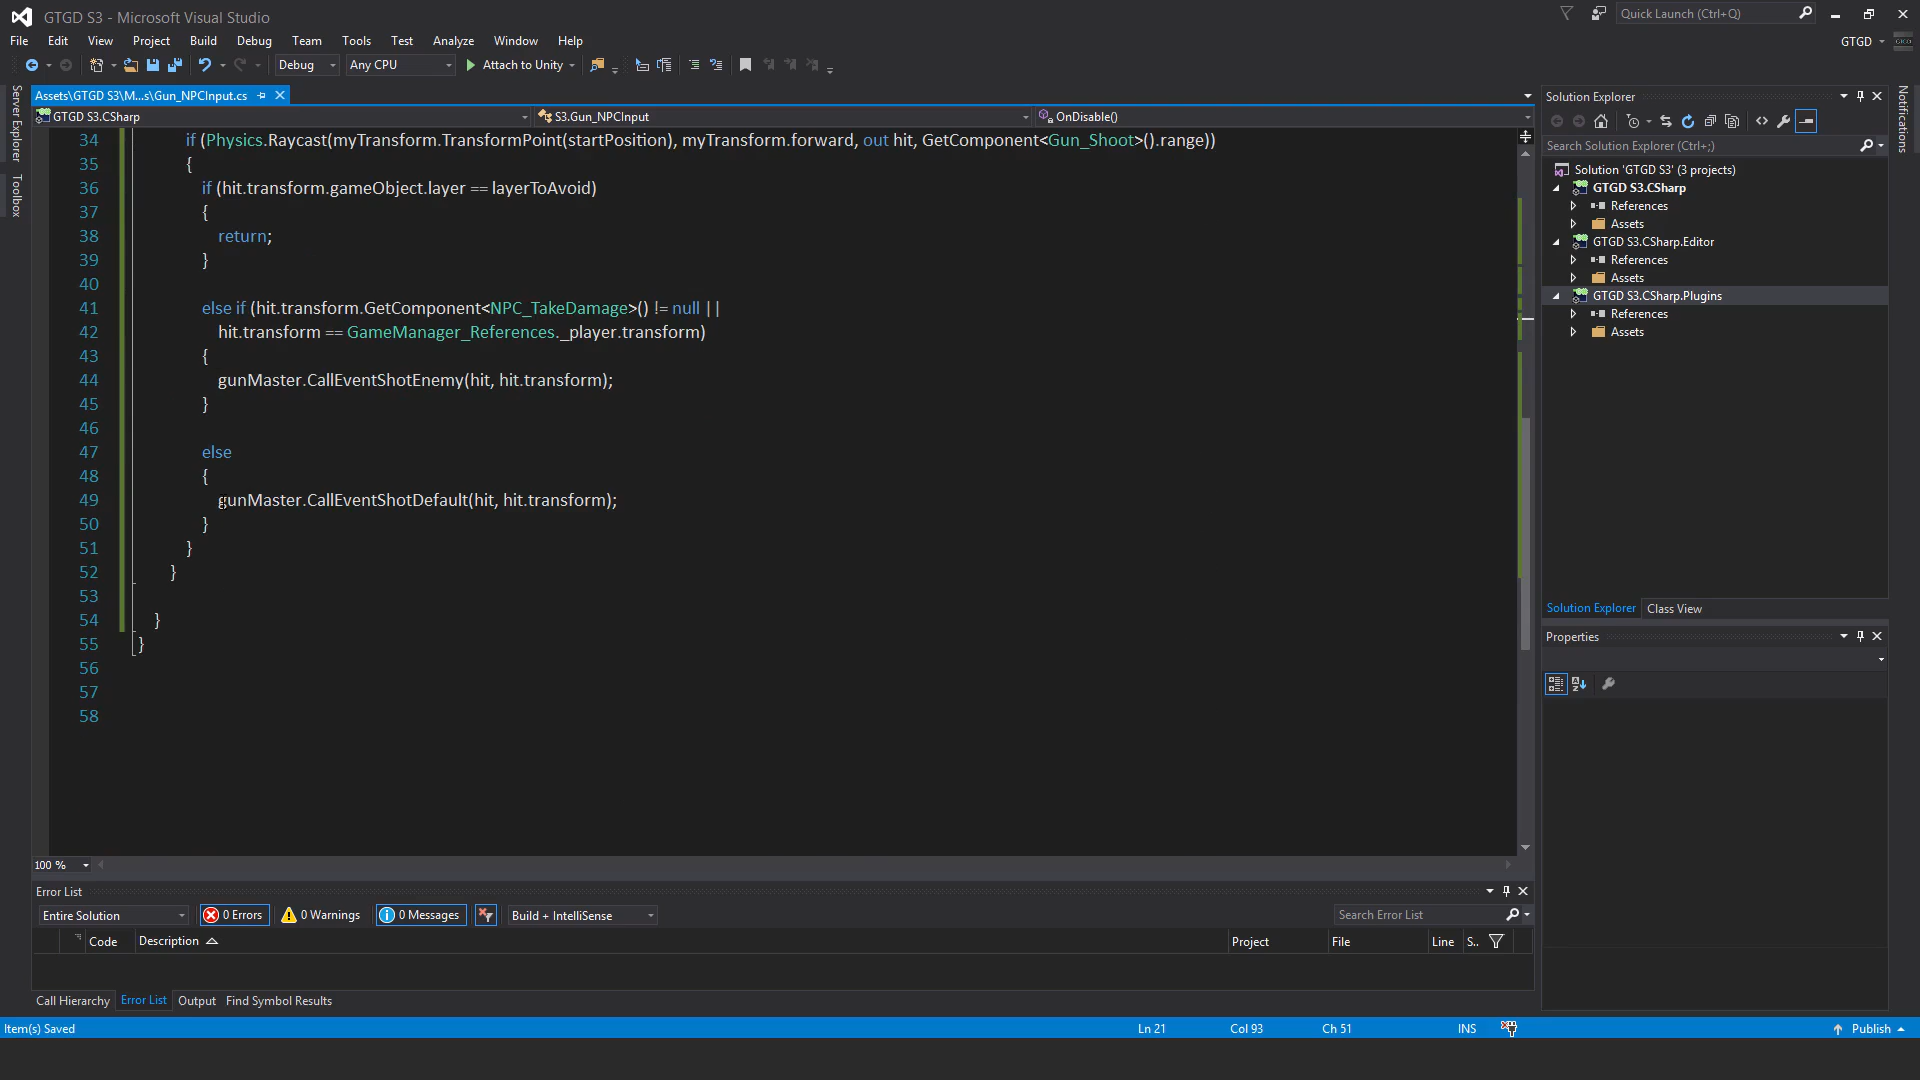 GTGD S3 - Microsoft Visual Studio
Quick Launch (Ctrl+Q)
File Edit View Project Build Debug Team Tools Test Analyze Window Help
GTGD
Debug Any CPU Attach to Unity
Server Explorer
Toolbox
Notifications
Assets\GTGD S3\M...s\Gun_NPCInput.cs
GTGD S3.CSharp S3.Gun_NPCInput OnDisable()
34 if (Physics.Raycast(myTransform.TransformPoint(startPosition), myTransform.forward, out hit, GetComponent<Gun_Shoot>().range))
35 {
36 if (hit.transform.gameObject.layer == layerToAvoid)
37 {
38 return;
39 }
40
41 else if (hit.transform.GetComponent<NPC_TakeDamage>() != null ||
42 hit.transform == GameManager_References._player.transform)
43 {
44 gunMaster.CallEventShotEnemy(hit, hit.transform);
45 }
46
47 else
48 {
49 gunMaster.CallEventShotDefault(hit, hit.transform);
50 }
51 }
52 }
53
54 }
55 }
56
57
58
100 %
Solution Explorer
Search Solution Explorer (Ctrl+;)
Solution 'GTGD S3' (3 projects)
GTGD S3.CSharp
References
Assets
GTGD S3.CSharp.Editor
References
Assets
GTGD S3.CSharp.Plugins
References
Assets
Solution Explorer Class View
Properties
Error List
Entire Solution 0 Errors 0 Warnings 0 Messages Build + IntelliSense Search Error List
Code Description Project File Line S..
Call Hierarchy Error List Output Find Symbol Results
Item(s) Saved Ln 21 Col 93 Ch 51 INS Publish